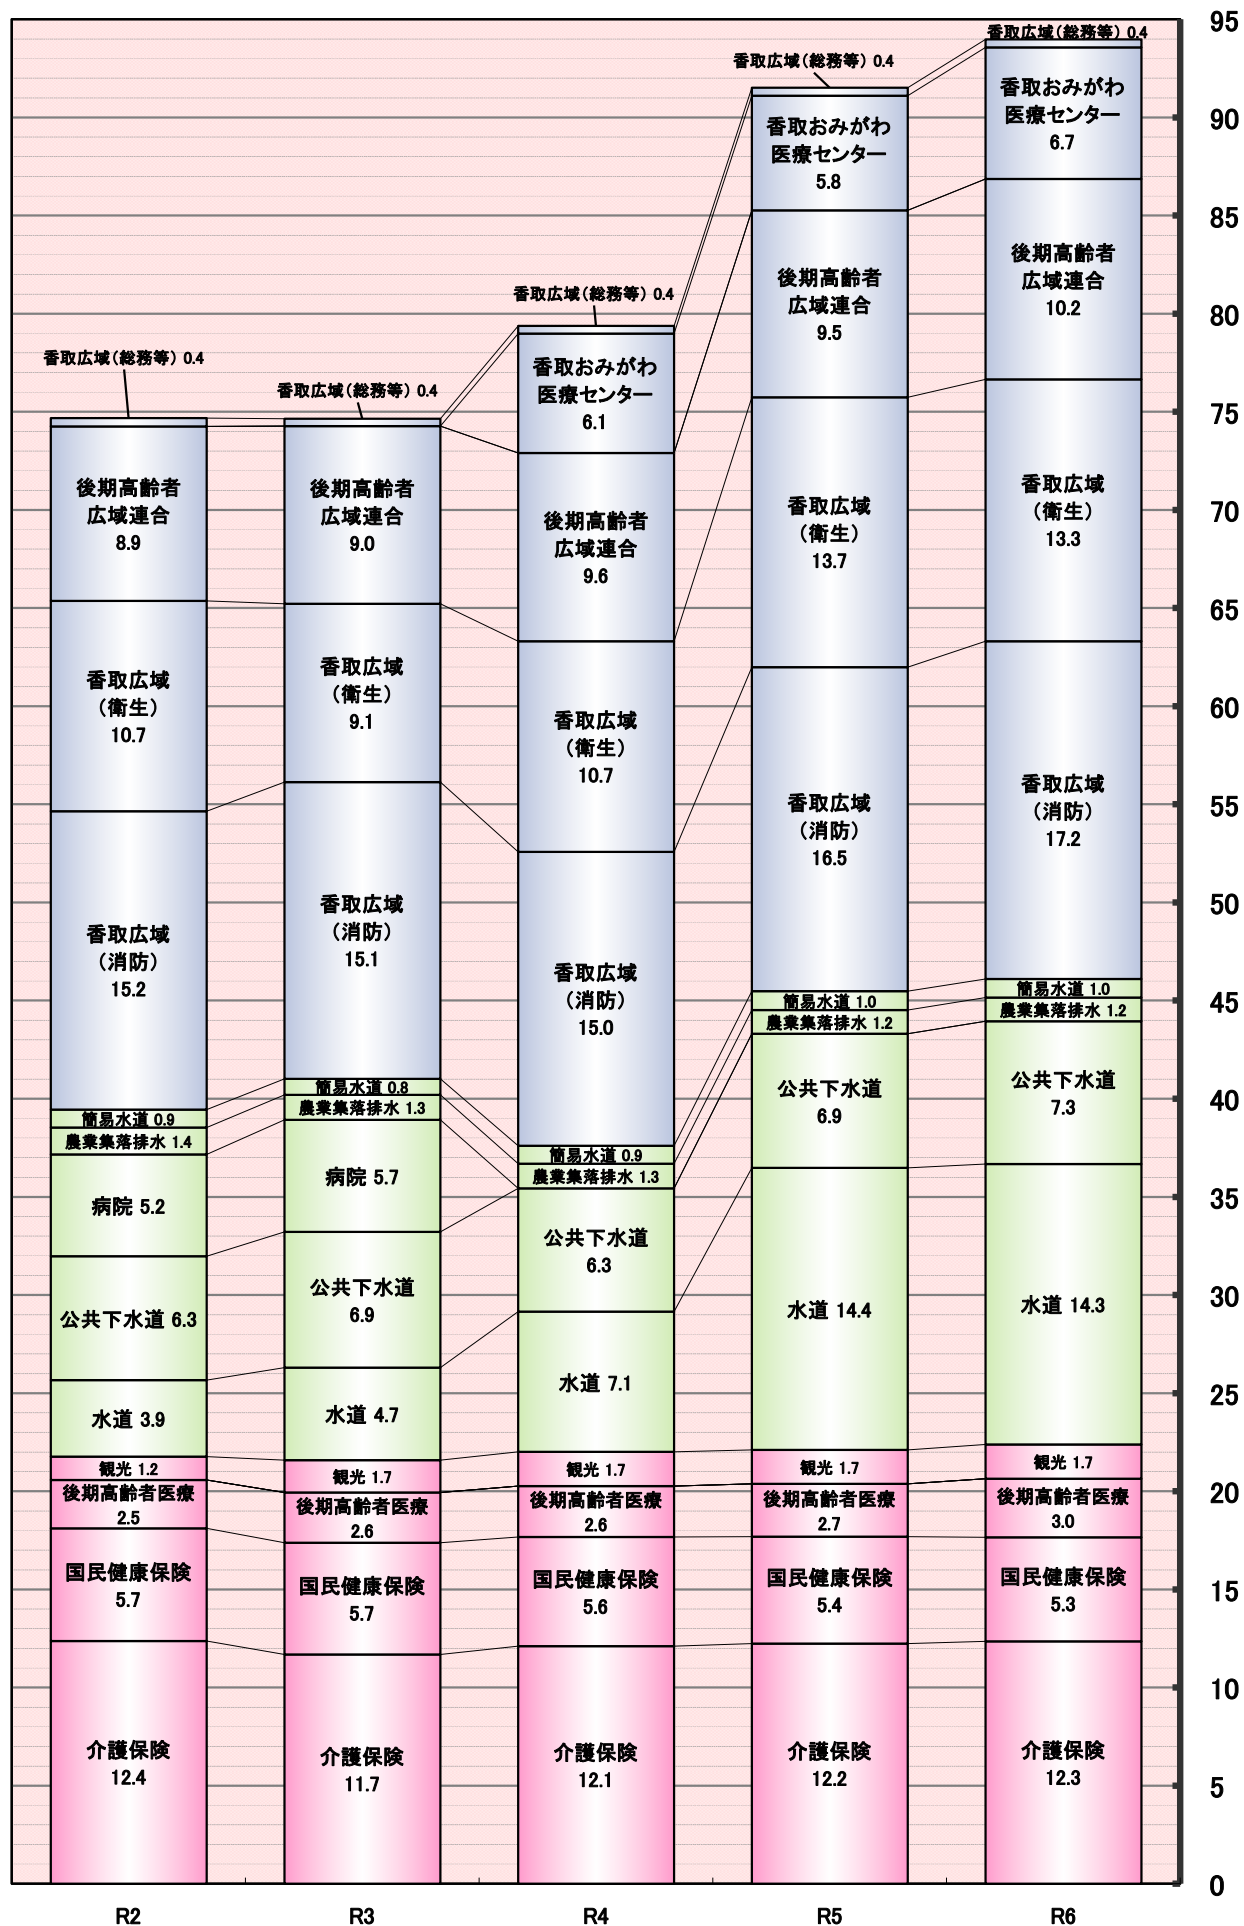 95
90
85
80
75
70
65
60
55
50
45
40
35
30
25
20
15
10
5
0
香取広域（総務等） 0.4
後期高齢者
広域連合
8.9
香取広域
（衛生）
10.7
香取広域
（消防）
15.2
簡易水道 0.9
農業集落排水 1.4
病院 5.2
公共下水道 6.3
水道 3.9
観光 1.2
後期高齢者医療
2.5
国民健康保険
5.7
介護保険
12.4
R2
香取広域（総務等） 0.4
後期高齢者
広域連合
9.0
香取広域
（衛生）
9.1
香取広域
（消防）
15.1
簡易水道 0.8
農業集落排水 1.3
病院 5.7
公共下水道
6.9
水道 4.7
観光 1.7
後期高齢者医療
2.6
国民健康保険
5.7
介護保険
11.7
R3
香取広域（総務等） 0.4
香取おみがわ
医療センター
6.1
後期高齢者
広域連合
9.6
香取広域
（衛生）
10.7
香取広域
（消防）
15.0
簡易水道 0.9
農業集落排水 1.3
公共下水道
6.3
水道 7.1
観光 1.7
後期高齢者医療
2.6
国民健康保険
5.6
介護保険
12.1
R4
香取広域（総務等） 0.4
香取おみがわ
医療センター
5.8
後期高齢者
広域連合
9.5
香取広域
（衛生）
13.7
香取広域
（消防）
16.5
簡易水道 1.0
農業集落排水 1.2
公共下水道
6.9
水道 14.4
観光 1.7
後期高齢者医療
2.7
国民健康保険
5.4
介護保険
12.2
R5
香取広域（総務等） 0.4
香取おみがわ
医療センター
6.7
後期高齢者
広域連合
10.2
香取広域
（衛生）
13.3
香取広域
（消防）
17.2
簡易水道 1.0
農業集落排水 1.2
公共下水道
7.3
水道 14.3
観光 1.7
後期高齢者医療
3.0
国民健康保険
5.3
介護保険
12.3
R6